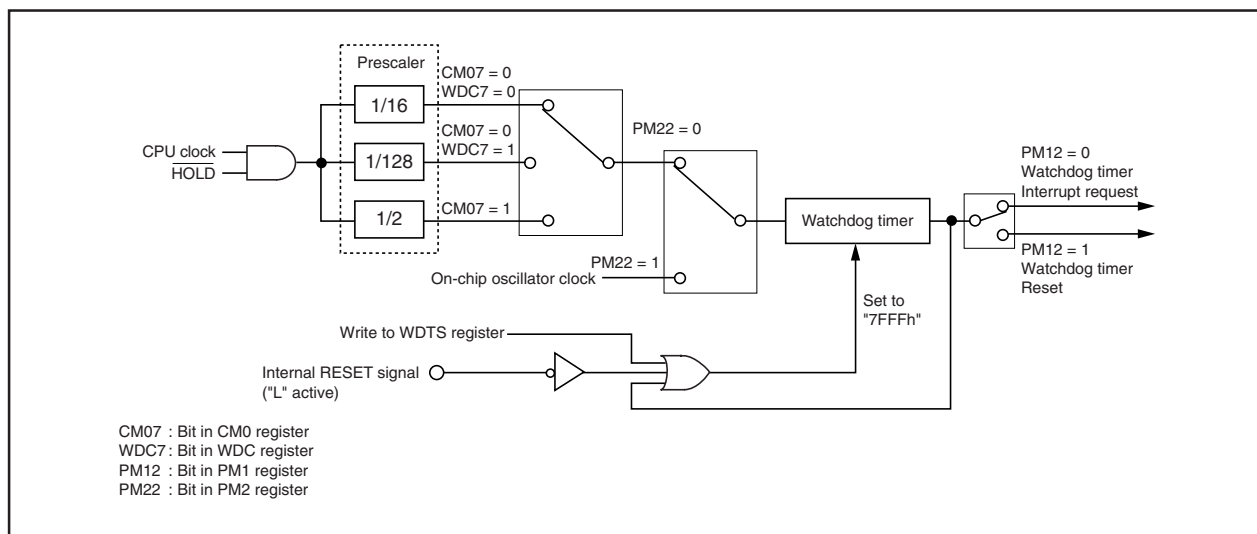 Prescaler
CM07 = 0
WDC7 = 0
1/16
CM07 = 0
WDC7 = 1
PM22 = 0
CPU clock
HOLD
1/128
PM12 = 0
Watchdog timer
Interrupt request
CM07 = 1
1/2
Watchdog timer
PM22 = 1
On-chip oscillator clock
PM12 = 1
Watchdog timer
Reset
Set to
"7FFFh"
Write to WDTS register
Internal RESET signal
("L" active)
CM07 : Bit in CM0 register
WDC7 : Bit in WDC register
PM12 : Bit in PM1 register
PM22 : Bit in PM2 register